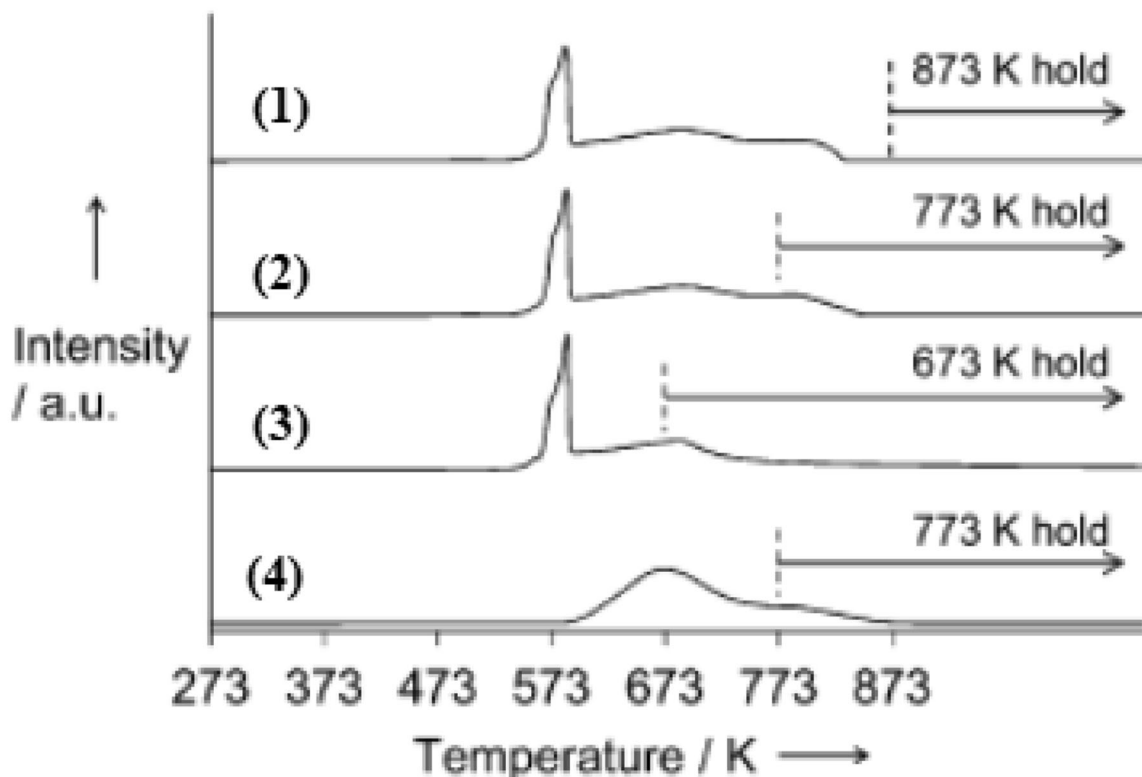 (1)
873 K hold
(2)
773 K hold
Intensity
/ a.u.
(3)
673 K hold
(4)
773 K hold
273 373 473 573 673 773 873
Temperature / K